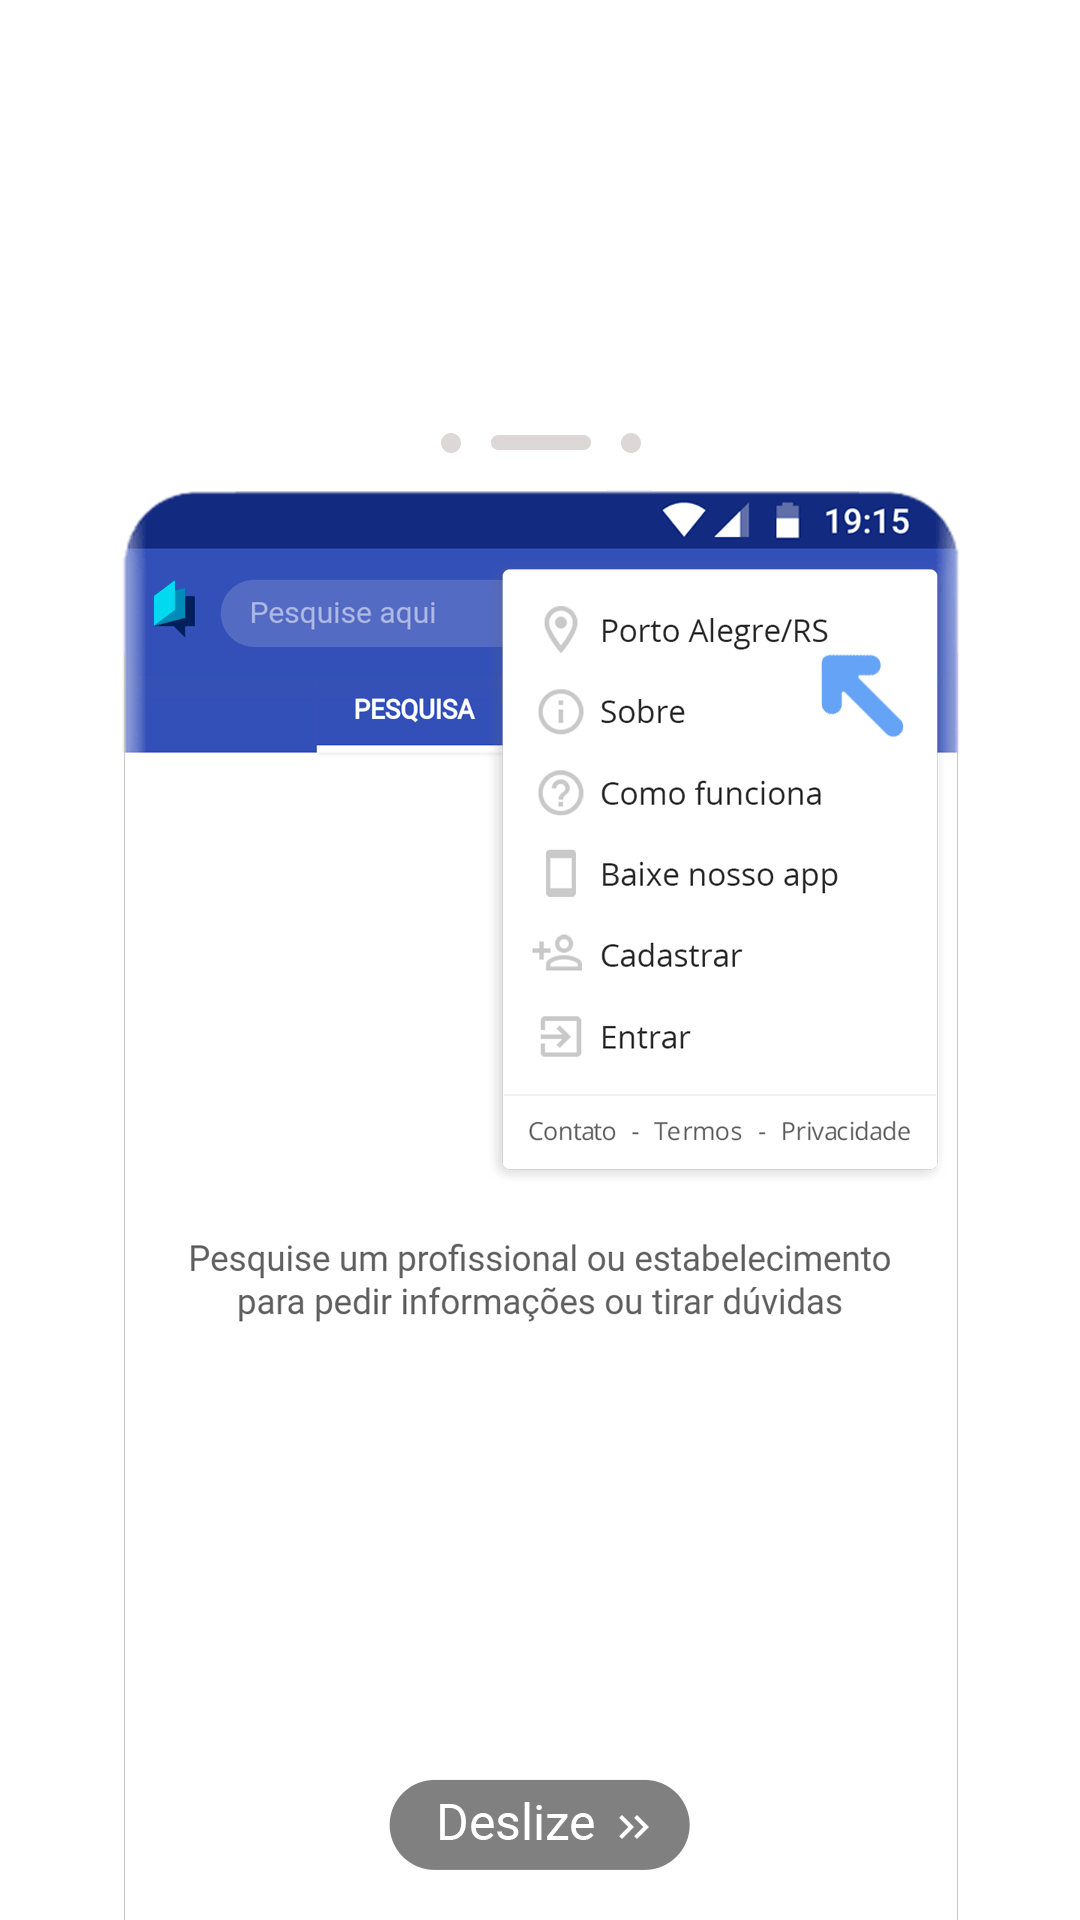 19:15
Pesquise aqui
PESQUISA
Porto Alegre/RS
Sobre
Como funciona
Baixe nosso app
Cadastrar
Entrar
Contato - Termos - Privacidade
Pesquise um profissional ou estabelecimento
para pedir informações ou tirar dúvidas
Deslize »